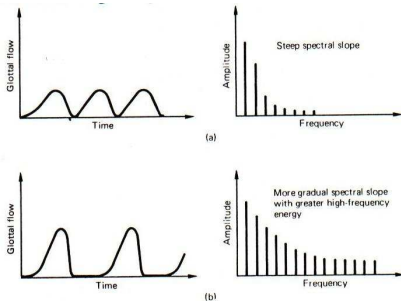 Glottal flow
Time
Amplitude
Steep spectral slope
Frequency
(a)
Glottal flow
Time
Amplitude
More gradual spectral slope
with greater high-frequency
energy
Frequency
(b)